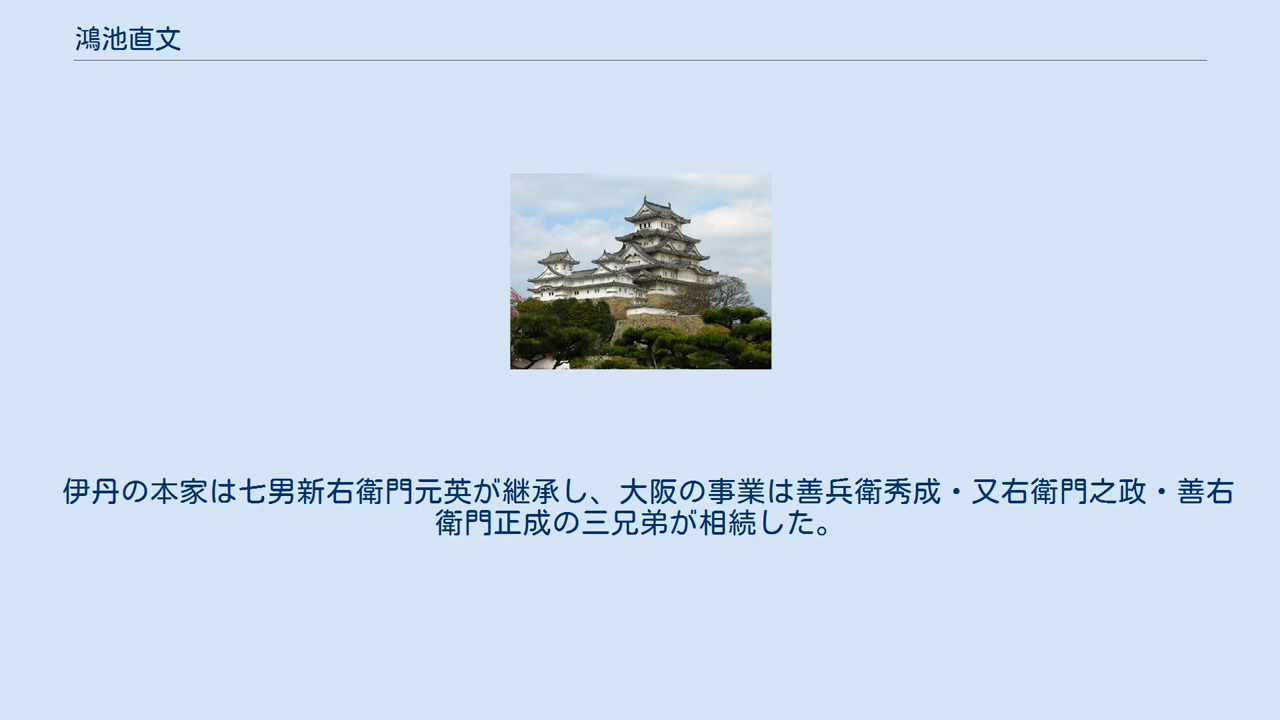 鴻池直文
伊丹の本家は七男新右衛門元英が継承し、大阪の事業は善兵衛秀成・又右衛門之政・善右
衛門正成の三兄弟が相続した。